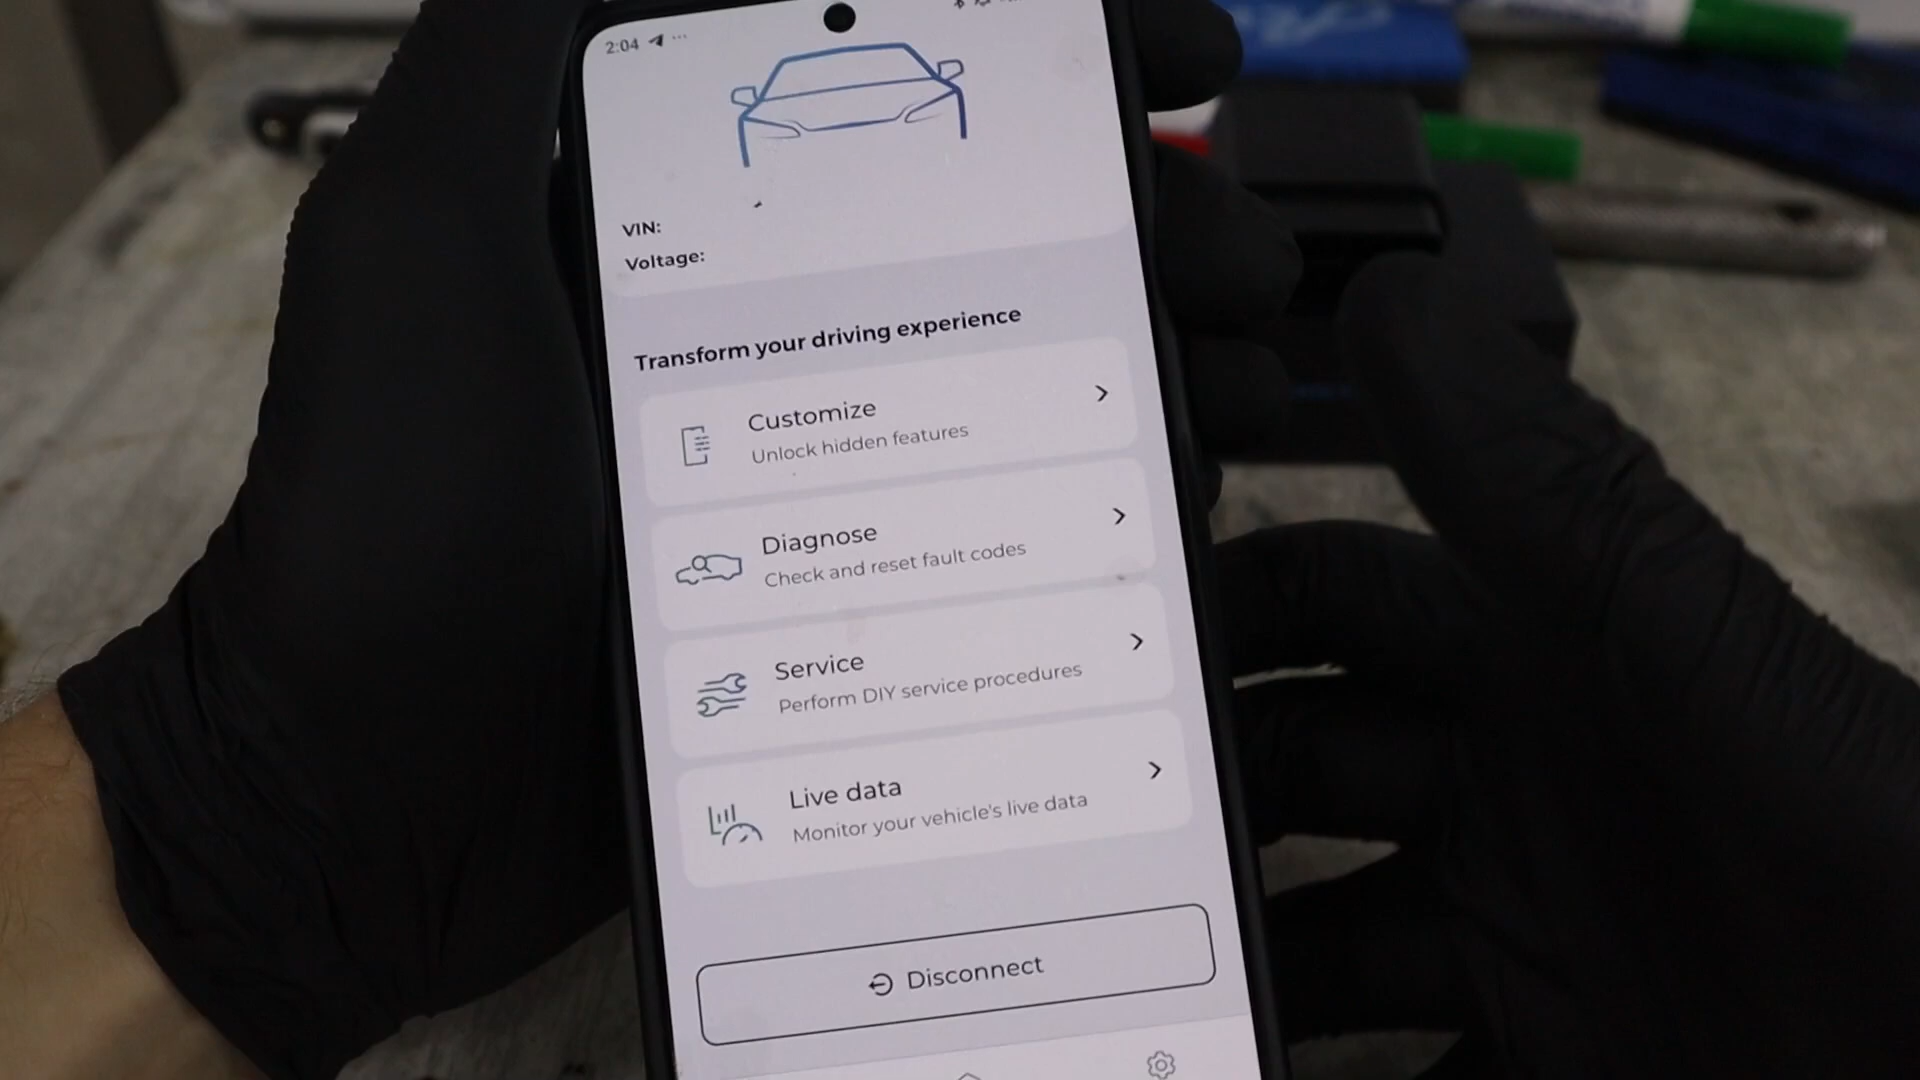 2:04
VIN:
Voltage:
Transform your driving experience
Customize
Unlock hidden features
Diagnose
Check and reset fault codes
Service
Perform DIY service procedures
Live data
Monitor your vehicle's live data
Disconnect